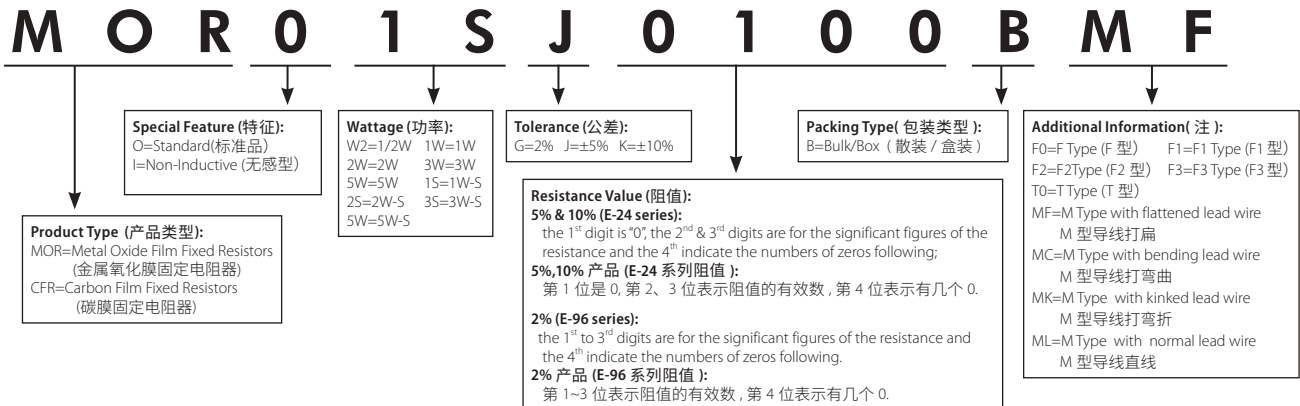 M O R 0 1 S J 0 1 0 0 B M F
Special Feature (特征):
O=Standard(标准品)
I=Non-Inductive (无感型)
Wattage (功率):
W2=1/2W 1W=1W
2W=2W 3W=3W
5W=5W 1S=1W-S
2S=2W-S 3S=3W-S
5W=5W-S
Tolerance (公差):
G=2% J=±5% K=±10%
Packing Type( 包装类型 ):
B=Bulk/Box ( 散装 / 盒装 )
Additional Information( 注 ):
F0=F Type (F 型) F1=F1 Type (F1 型)
F2=F2Type (F2 型) F3=F3 Type (F3 型)
T0=T Type (T 型)
MF=M Type with flattened lead wire
M 型导线打扁
MC=M Type with bending lead wire
M 型导线打弯曲
MK=M Type with kinked lead wire
M 型导线打弯折
ML=M Type with normal lead wire
M 型导线直线
Product Type (产品类型):
MOR=Metal Oxide Film Fixed Resistors
(金属氧化膜固定电阻器)
CFR=Carbon Film Fixed Resistors
(碳膜固定电阻器)
Resistance Value (阻值):
5% & 10% (E-24 series):
the 1st digit is "0", the 2nd & 3rd digits are for the significant figures of the
resistance and the 4th indicate the numbers of zeros following;
5%,10% 产品 (E-24 系列阻值 ):
第 1 位是 0, 第 2、3 位表示阻值的有效数 , 第 4 位表示有几个 0.
2% (E-96 series):
the 1st to 3rd digits are for the significant figures of the resistance and
the 4th indicate the numbers of zeros following.
2% 产品 (E-96 系列阻值 ):
第 1~3 位表示阻值的有效数 , 第 4 位表示有几个 0.